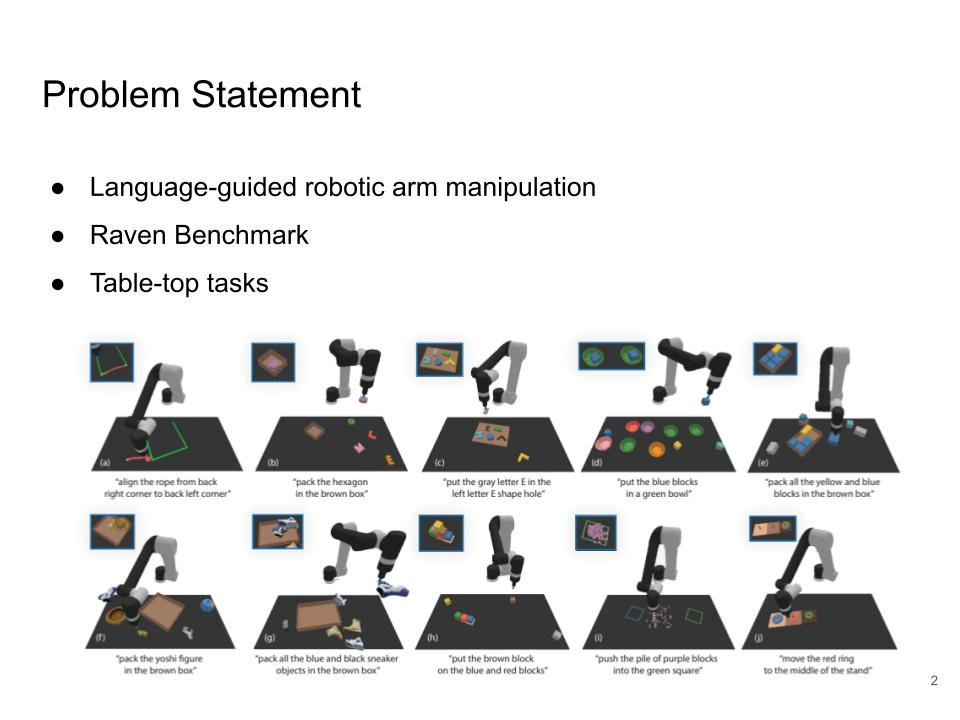 Problem Statement
● Language-guided robotic arm manipulation
● Raven Benchmark
● Table-top tasks
(a)
(b)
(c)
(d)
(e)
"align the rope from back
right corner to back left corner"
"pack the hexagon
in the brown box"
"put the gray letter E in the
left letter E shape hole"
"put the blue blocks
in a green bowl"
"pack all the yellow and blue
blocks in the brown box"
(f)
(g)
(h)
(i)
(j)
"pack the yoshi figure
in the brown box"
"pack all the blue and black sneaker
objects in the brown box"
"put the brown block
on the blue and red blocks"
"push the pile of purple blocks
into the green square"
"move the red ring
to the middle of the stand"
2